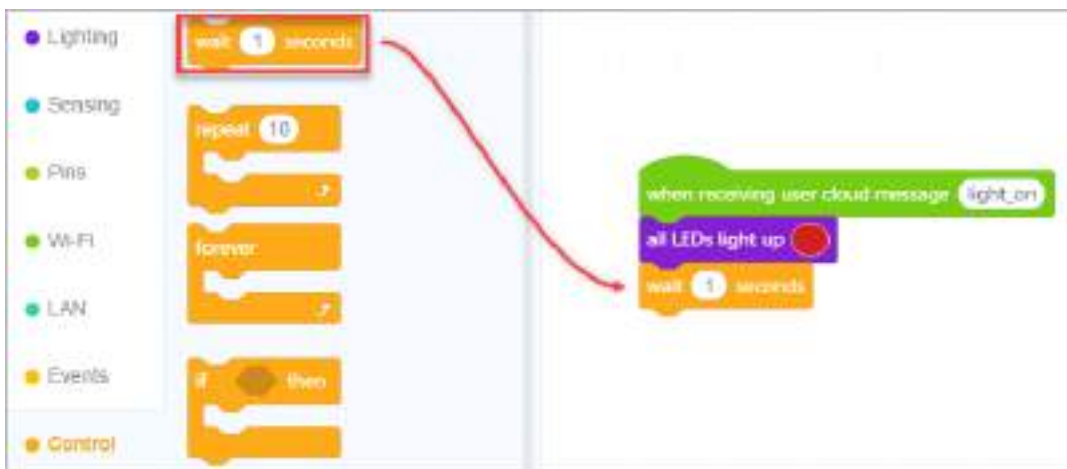 Lighting
Sensing
Pins
Wi-Fi
LAN
Events
Control
wait 1 seconds
repeat 10
forever
if then
when receiving user cloud message light_on
all LEDs light up
wait 1 seconds